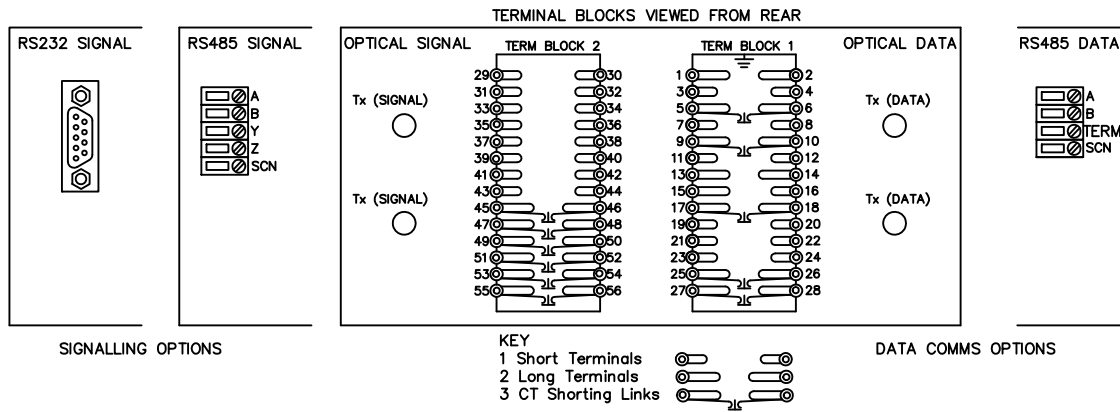 TERMINAL BLOCKS VIEWED FROM REAR
RS232 SIGNAL
RS485 SIGNAL
A
B
Y
Z
SCN
OPTICAL SIGNAL
Tx (SIGNAL)
Tx (SIGNAL)
TERM BLOCK 2
29 30
31 32
33 34
35 36
37 38
39 40
41 42
43 44
45 46
47 48
49 50
51 52
53 54
55 56
TERM BLOCK 1
1 2
3 4
5 6
7 8
9 10
11 12
13 14
15 16
17 18
19 20
21 22
23 24
25 26
27 28
OPTICAL DATA
Tx (DATA)
Tx (DATA)
RS485 DATA
A
B
TERM
SCN
SIGNALLING OPTIONS
KEY
1 Short Terminals
2 Long Terminals
3 CT Shorting Links
DATA COMMS OPTIONS